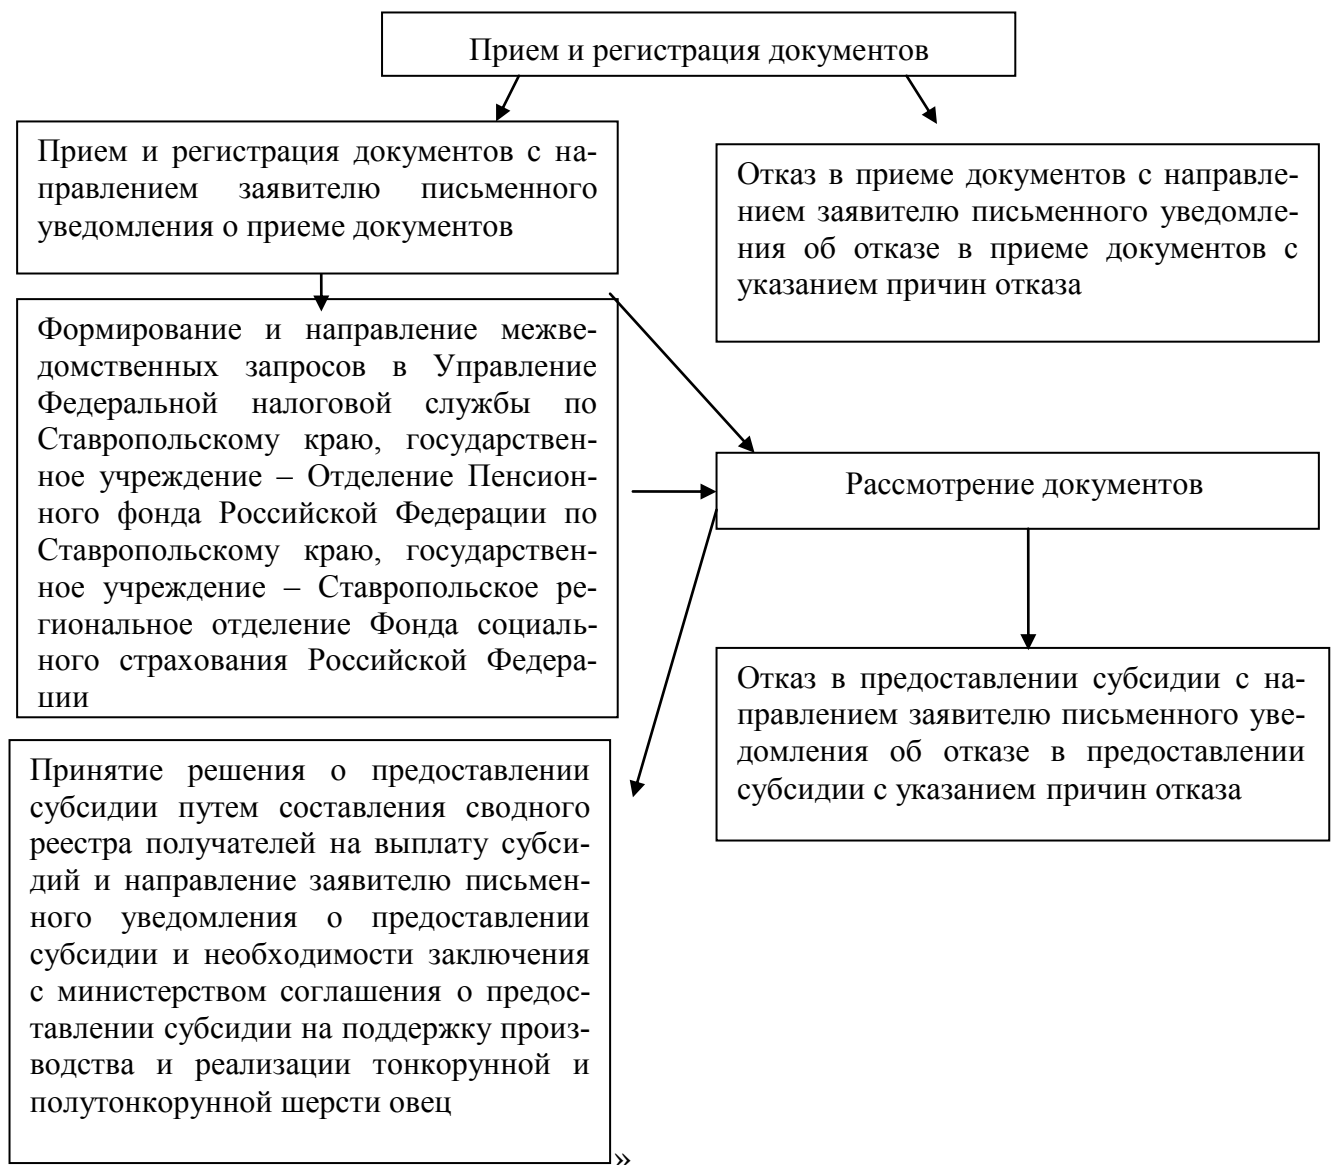 Прием и регистрация документов
Прием и регистрация документов с на-
правлением заявителю письменного
уведомления о приеме документов
Отказ в приеме документов с направле-
нием заявителю письменного уведомле-
ния об отказе в приеме документов с
указанием причин отказа
Формирование и направление межве-
домственных запросов в Управление
Федеральной налоговой службы по
Ставропольскому краю, государствен-
ное учреждение – Отделение Пенсион-
ного фонда Российской Федерации по
Ставропольскому краю, государствен-
ное учреждение – Ставропольское ре-
гиональное отделение Фонда социаль-
ного страхования Российской Федера-
ции
Рассмотрение документов
Отказ в предоставлении субсидии с на-
правлением заявителю письменного уве-
домления об отказе в предоставлении
субсидии с указанием причин отказа
Принятие решения о предоставлении
субсидии путем составления сводного
реестра получателей на выплату субси-
дий и направление заявителю письмен-
ного уведомления о предоставлении
субсидии и необходимости заключения
с министерством соглашения о предос-
тавлении субсидии на поддержку произ-
водства и реализации тонкорунной и
полутонкорунной шерсти овец
»